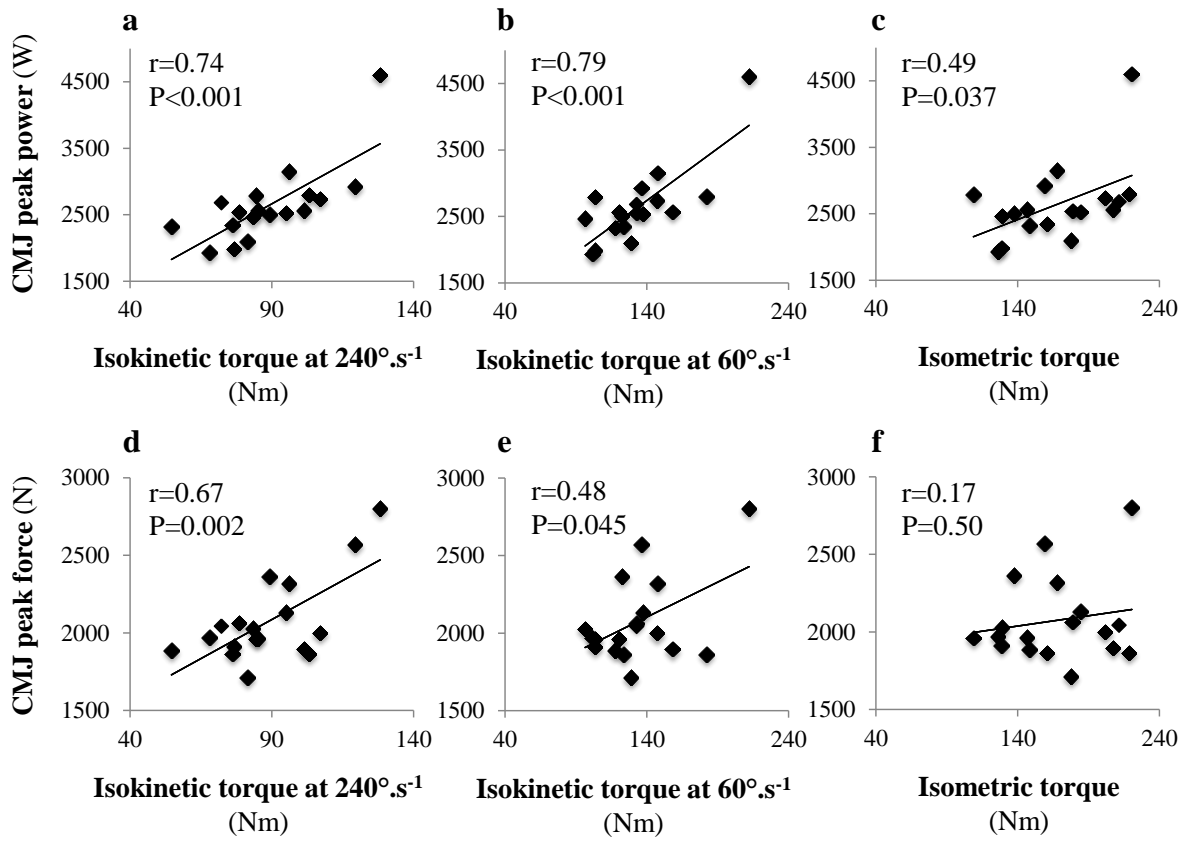 a
r=0.74
P<0.001
CMJ peak power (W)
4500
3500
2500
1500
40
90
140
Isokinetic torque at 240°.s-1
(Nm)
b
r=0.79
P<0.001
4500
3500
2500
1500
40
140
240
Isokinetic torque at 60°.s-1
(Nm)
c
r=0.49
P=0.037
4500
3500
2500
1500
40
140
240
Isometric torque
(Nm)
d
r=0.67
P=0.002
CMJ peak force (N)
3000
2500
2000
1500
40
90
140
Isokinetic torque at 240°.s-1
(Nm)
e
r=0.48
P=0.045
3000
2500
2000
1500
40
140
240
Isokinetic torque at 60°.s-1
(Nm)
f
r=0.17
P=0.50
3000
2500
2000
1500
40
140
240
Isometric torque
(Nm)